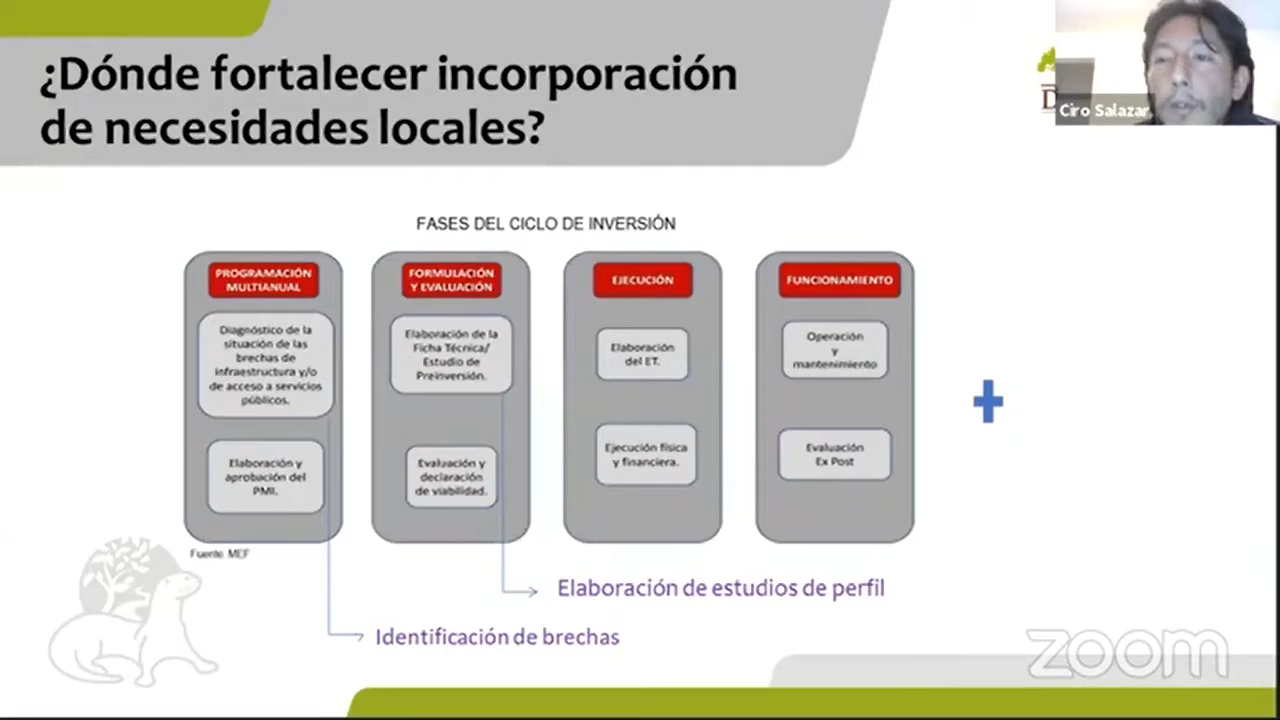 ¿Dónde fortalecer incorporación
de necesidades locales?
Ciro Salazar
FASES DEL CICLO DE INVERSIÓN
PROGRAMACIÓN
MULTIANUAL
Diagnóstico de la
situación de las
brechas de
infraestructura y/o
de acceso a servicios
públicos.
Elaboración y
aprobación del
PMI.
FORMULACIÓN
Y EVALUACIÓN
Elaboración de la
Ficha Técnica/
Estudio de
Preinversión.
Evaluación y
declaración
de viabilidad.
EJECUCIÓN
Elaboración
del ET.
Ejecución física
y financiera.
FUNCIONAMIENTO
Operación
y
mantenimiento
Evaluación
Ex Post
Fuente: MEF
Elaboración de estudios de perfil
Identificación de brechas
zoom